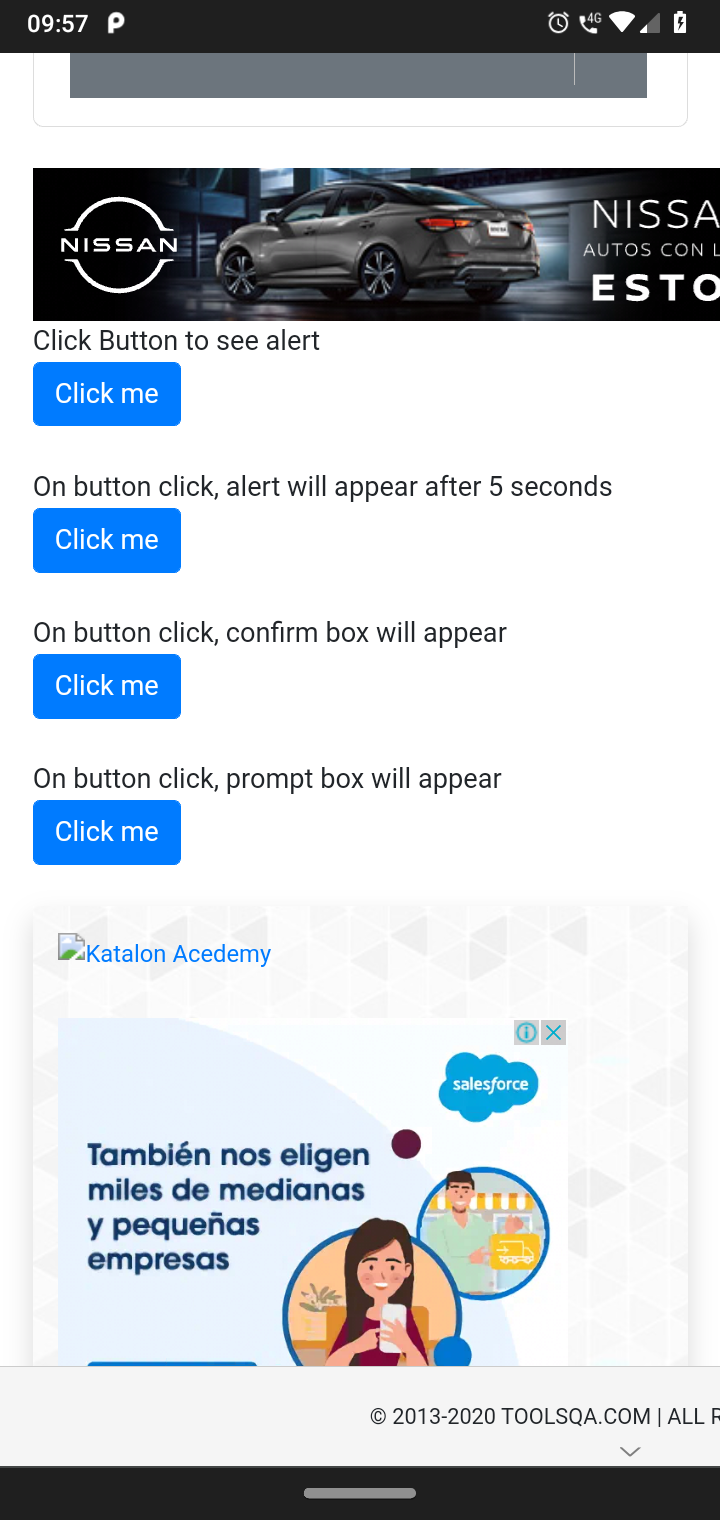 09:57
4G
NISSAN
NISSA
AUTOS CON L
ESTO
Click Button to see alert
Click me
On button click, alert will appear after 5 seconds
Click me
On button click, confirm box will appear
Click me
On button click, prompt box will appear
Click me
Katalon Acedemy
salesforce
También nos eligen
miles de medianas
y pequeñas
empresas
© 2013-2020 TOOLSQA.COM | ALL R